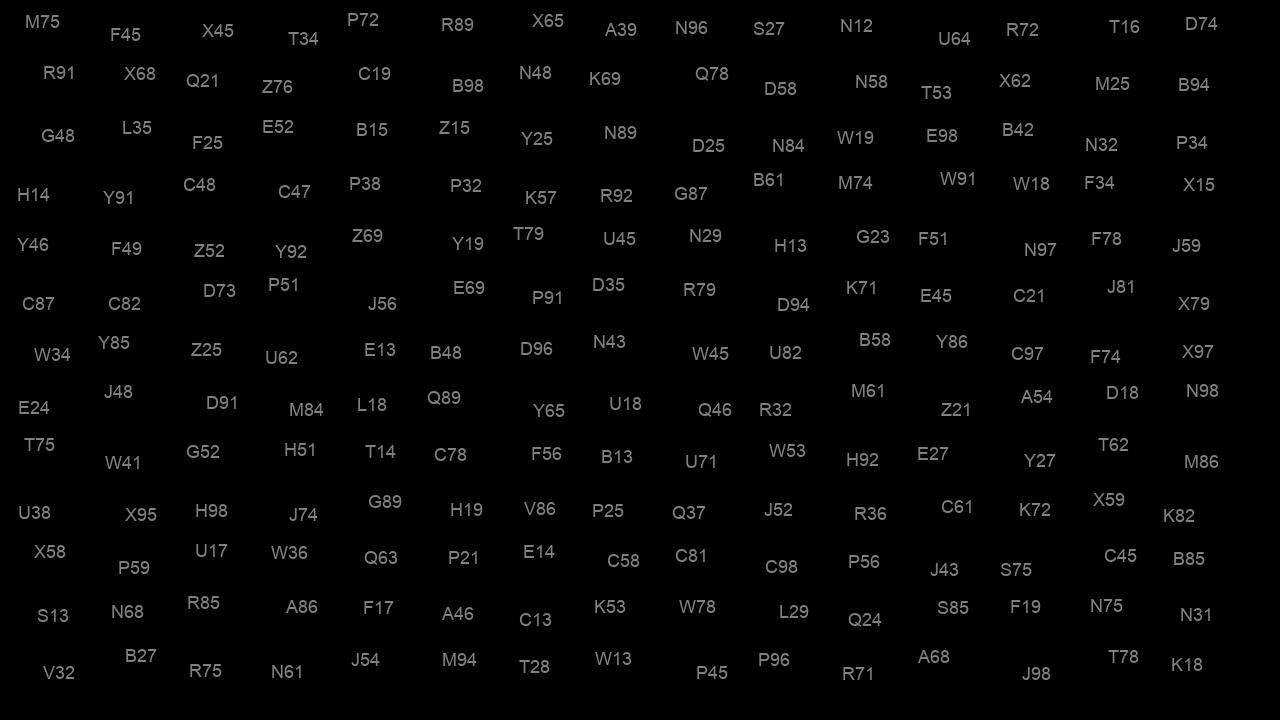 M75 F45 X45 T34 P72 R89 X65 A39 N96 S27 N12 U64 R72 T16 D74
R91 X68 Q21 Z76 C19 B98 N48 K69 Q78 D58 N58 T53 X62 M25 B94
G48 L35 F25 E52 B15 Z15 Y25 N89 D25 N84 W19 E98 B42 N32 P34
H14 Y91 C48 C47 P38 P32 K57 R92 G87 B61 M74 W91 W18 F34 X15
Y46 F49 Z52 Y92 Z69 Y19 T79 U45 N29 H13 G23 F51 N97 F78 J59
C87 C82 D73 P51 J56 E69 P91 D35 R79 D94 K71 E45 C21 J81 X79
W34 Y85 Z25 U62 E13 B48 D96 N43 W45 U82 B58 Y86 C97 F74 X97
E24 J48 D91 M84 L18 Q89 Y65 U18 Q46 R32 M61 Z21 A54 D18 N98
T75 W41 G52 H51 T14 C78 F56 B13 U71 W53 H92 E27 Y27 T62 M86
U38 X95 H98 J74 G89 H19 V86 P25 Q37 J52 R36 C61 K72 X59 K82
X58 P59 U17 W36 Q63 P21 E14 C58 C81 C98 P56 J43 S75 C45 B85
S13 N68 R85 A86 F17 A46 C13 K53 W78 L29 Q24 S85 F19 N75 N31
V32 B27 R75 N61 J54 M94 T28 W13 P45 P96 R71 A68 J98 T78 K18